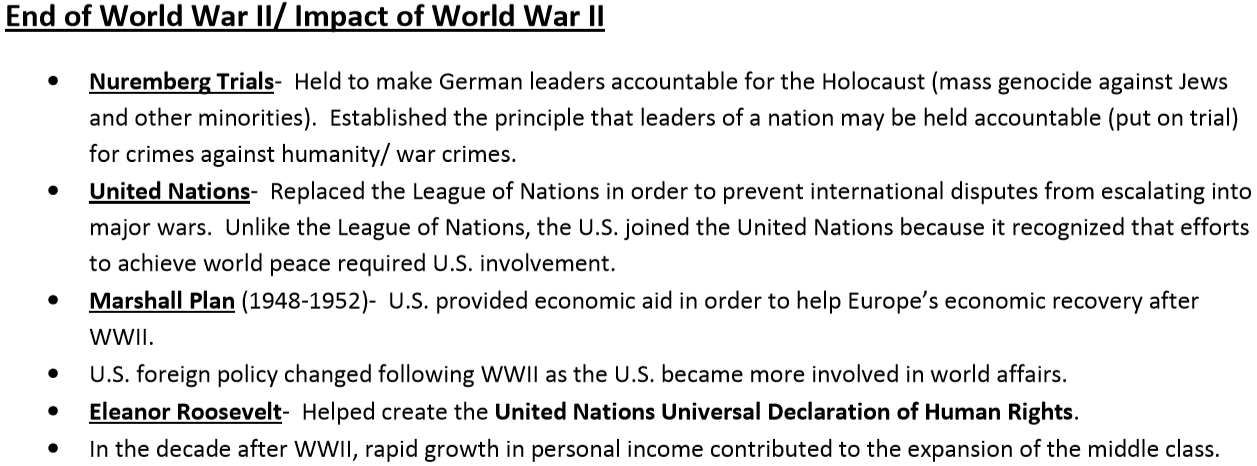 End of World War II/ Impact of World War II
• Nuremberg Trials- Held to make German leaders accountable for the Holocaust (mass genocide against Jews
and other minorities). Established the principle that leaders of a nation may be held accountable (put on trial)
for crimes against humanity/ war crimes.
• United Nations- Replaced the League of Nations in order to prevent international disputes from escalating into
major wars. Unlike the League of Nations, the U.S. joined the United Nations because it recognized that efforts
to achieve world peace required U.S. involvement.
• Marshall Plan (1948-1952)- U.S. provided economic aid in order to help Europe’s economic recovery after
WWII.
• U.S. foreign policy changed following WWII as the U.S. became more involved in world affairs.
• Eleanor Roosevelt- Helped create the United Nations Universal Declaration of Human Rights.
• In the decade after WWII, rapid growth in personal income contributed to the expansion of the middle class.